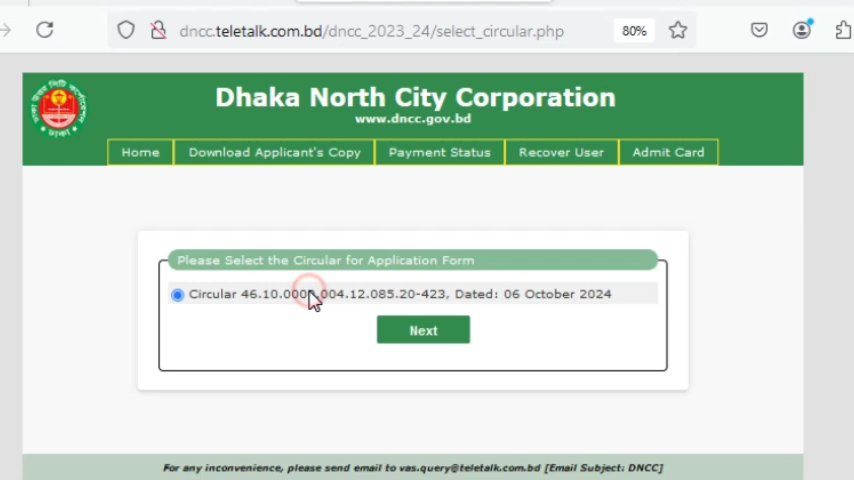 dncc.teletalk.com.bd/dncc_2023_24/select_circular.php 80%
Dhaka North City Corporation
www.dncc.gov.bd
Home Download Applicant's Copy Payment Status Recover User Admit Card
Please Select the Circular for Application Form
Circular 46.10.0000.004.12.085.20-423, Dated: 06 October 2024
Next
For any inconvenience, please send email to vas.query@teletalk.com.bd [Email Subject: DNCC]